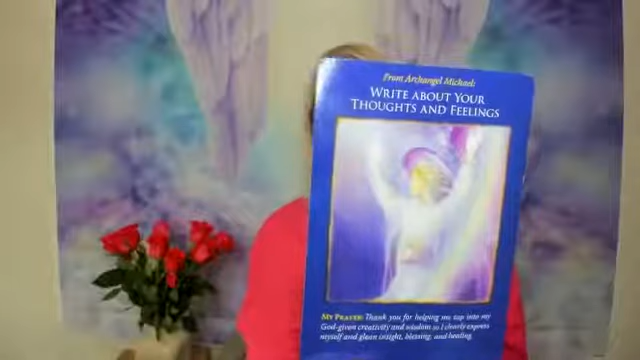 From Archangel Michael:
WRITE ABOUT YOUR
THOUGHTS AND FEELINGS
MY PRAYER: Thank you for helping me tap into my
God-given creativity and wisdom so I clearly express
myself and glean insight, blessing, and healing.